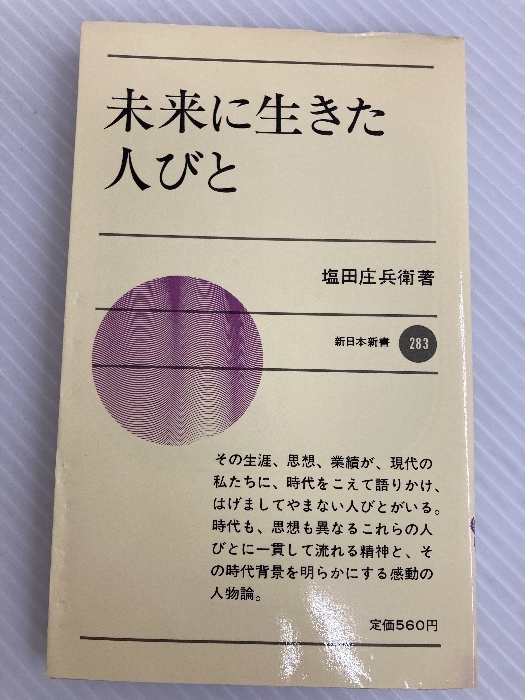 未来に生きた
人びと
塩田庄兵衛著
新日本新書 283
その生涯、思想、業績が、現代の
私たちに、時代をこえて語りかけ、
はげましてやまない人びとがいる。
時代も、思想も異なるこれらの人
びとに一貫して流れる精神と、そ
の時代背景を明らかにする感動の
人物論。
定価560円